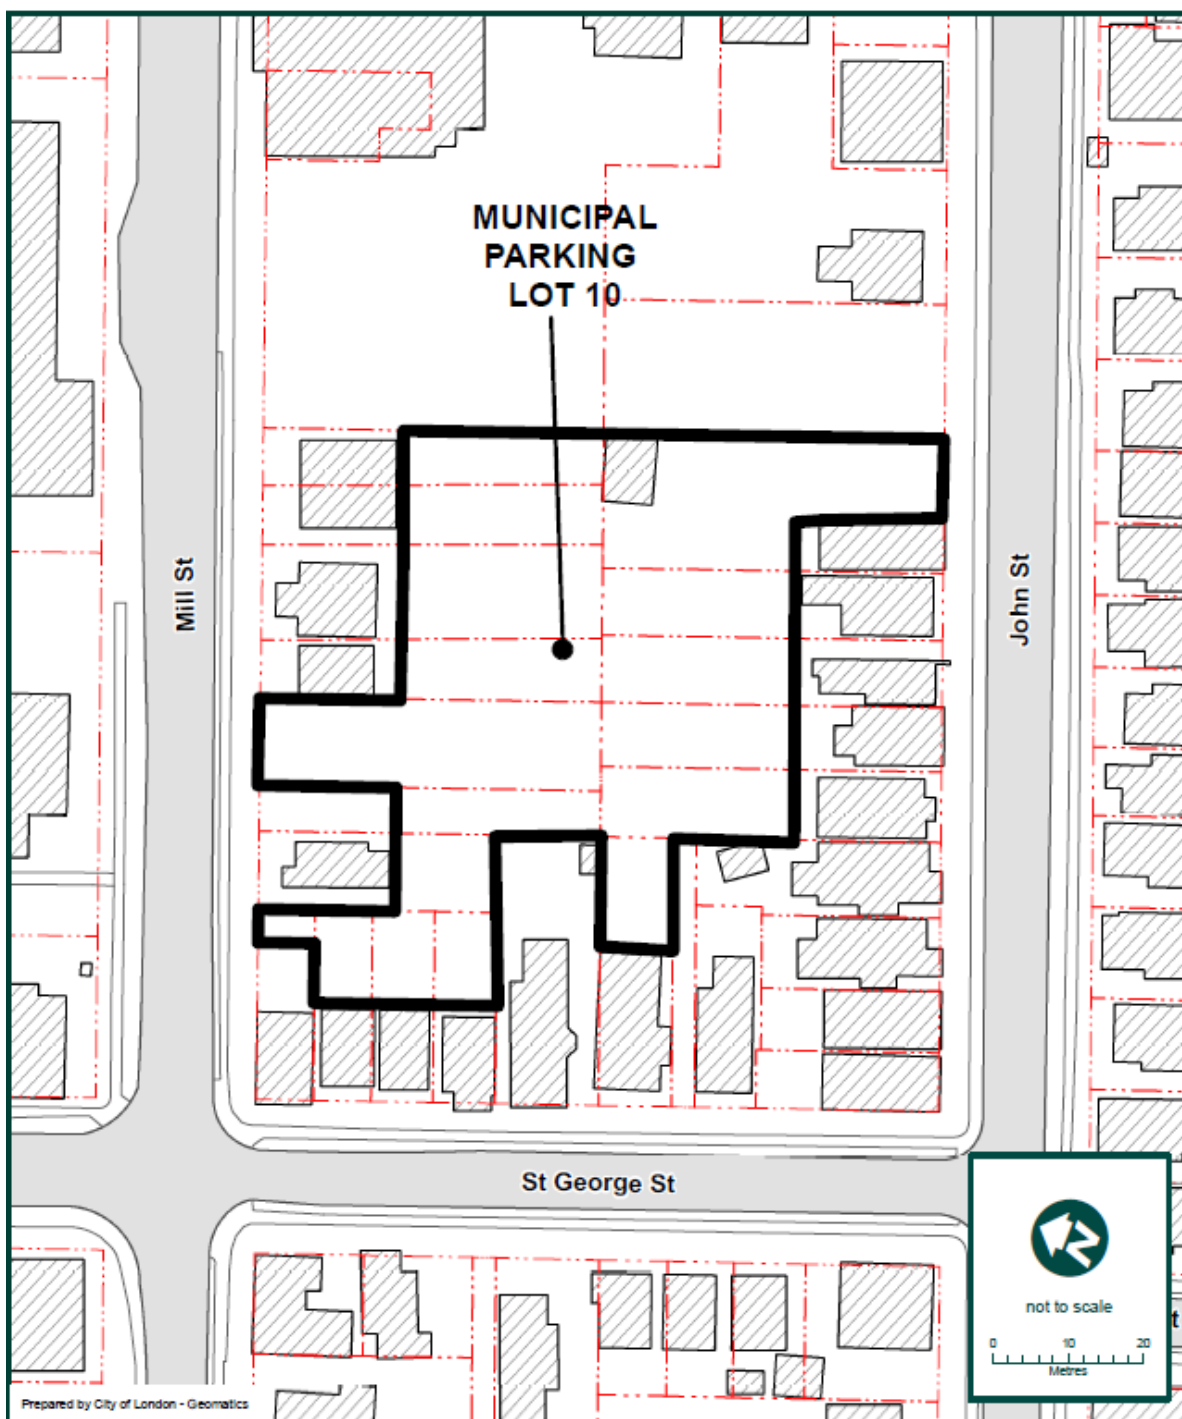 MUNICIPAL
PARKING
LOT 10
Mill St
John St
St George St
N
not to scale
0 10 20
Metres
t
Prepared by City of London - Geomatics